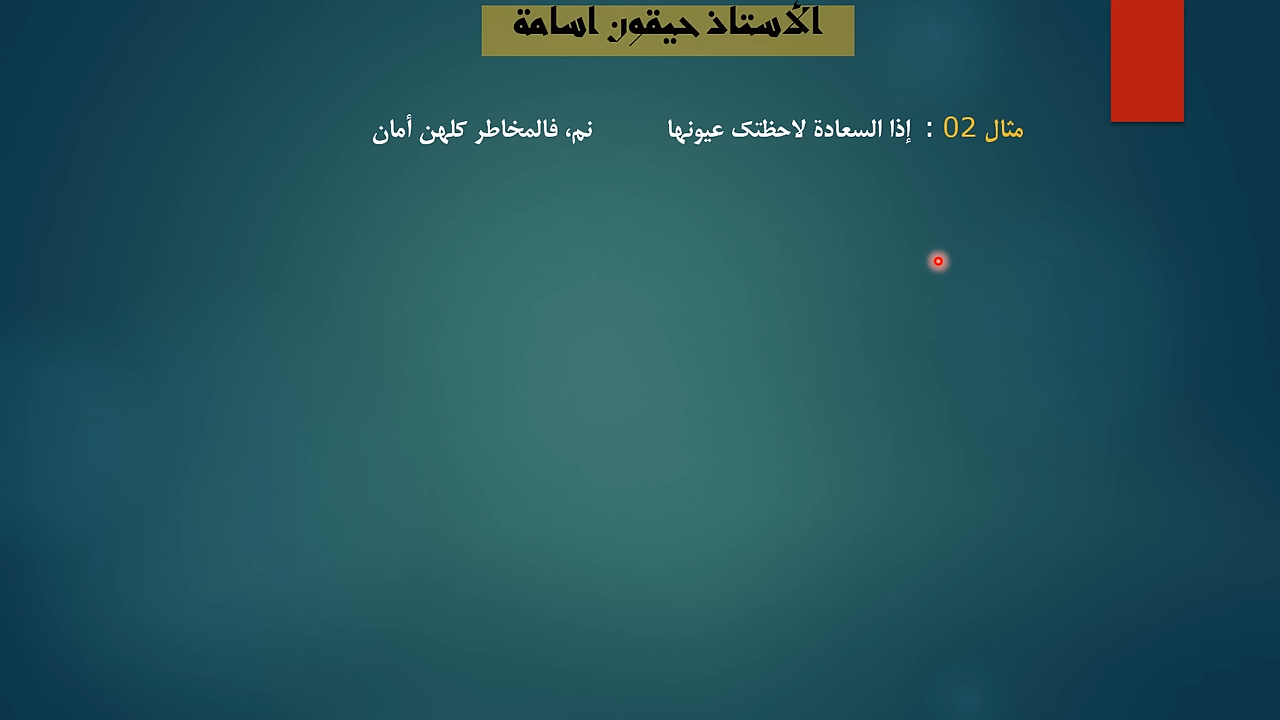 الأستاذ حيقون اسامة
مثال 02 : إذا السعادة لاحظتك عيونها نم، فالمخاطر كلهن أمان